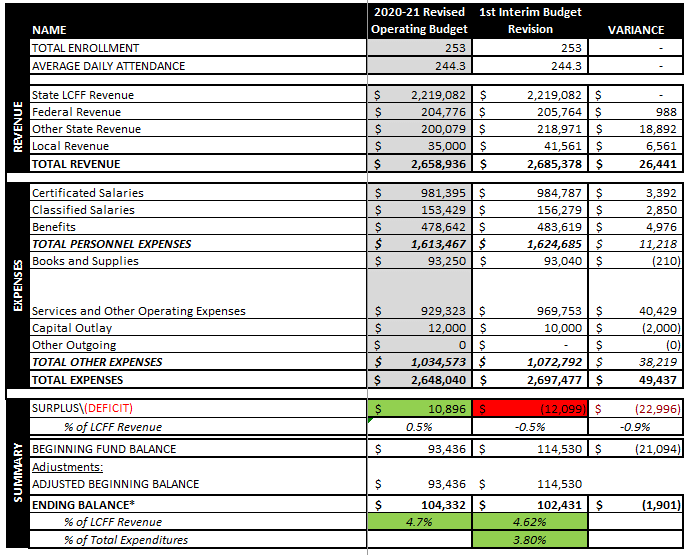 NAME 2020-21 Revised Operating Budget 1st Interim Budget Revision VARIANCE
TOTAL ENROLLMENT 253 253 -
AVERAGE DAILY ATTENDANCE 244.3 244.3 -
REVENUE
State LCFF Revenue $ 2,219,082 $ 2,219,082 $ -
Federal Revenue $ 204,776 $ 205,764 $ 988
Other State Revenue $ 200,079 $ 218,971 $ 18,892
Local Revenue $ 35,000 $ 41,561 $ 6,561
TOTAL REVENUE $ 2,658,936 $ 2,685,378 $ 26,441
EXPENSES
Certificated Salaries $ 981,395 $ 984,787 $ 3,392
Classified Salaries $ 153,429 $ 156,279 $ 2,850
Benefits $ 478,642 $ 483,619 $ 4,976
TOTAL PERSONNEL EXPENSES $ 1,613,467 $ 1,624,685 $ 11,218
Books and Supplies $ 93,250 $ 93,040 $ (210)
Services and Other Operating Expenses $ 929,323 $ 969,753 $ 40,429
Capital Outlay $ 12,000 $ 10,000 $ (2,000)
Other Outgoing $ 0 $ - $ (0)
TOTAL OTHER EXPENSES $ 1,034,573 $ 1,072,792 $ 38,219
TOTAL EXPENSES $ 2,648,040 $ 2,697,477 $ 49,437
SUMMARY
SURPLUS\(DEFICIT) $ 10,896 $ (12,099) $ (22,996)
% of LCFF Revenue 0.5% -0.5% -0.9%
BEGINNING FUND BALANCE $ 93,436 $ 114,530 $ (21,094)
Adjustments:
ADJUSTED BEGINNING BALANCE $ 93,436 $ 114,530
ENDING BALANCE* $ 104,332 $ 102,431 $ (1,901)
% of LCFF Revenue 4.7% 4.62%
% of Total Expenditures 3.80%